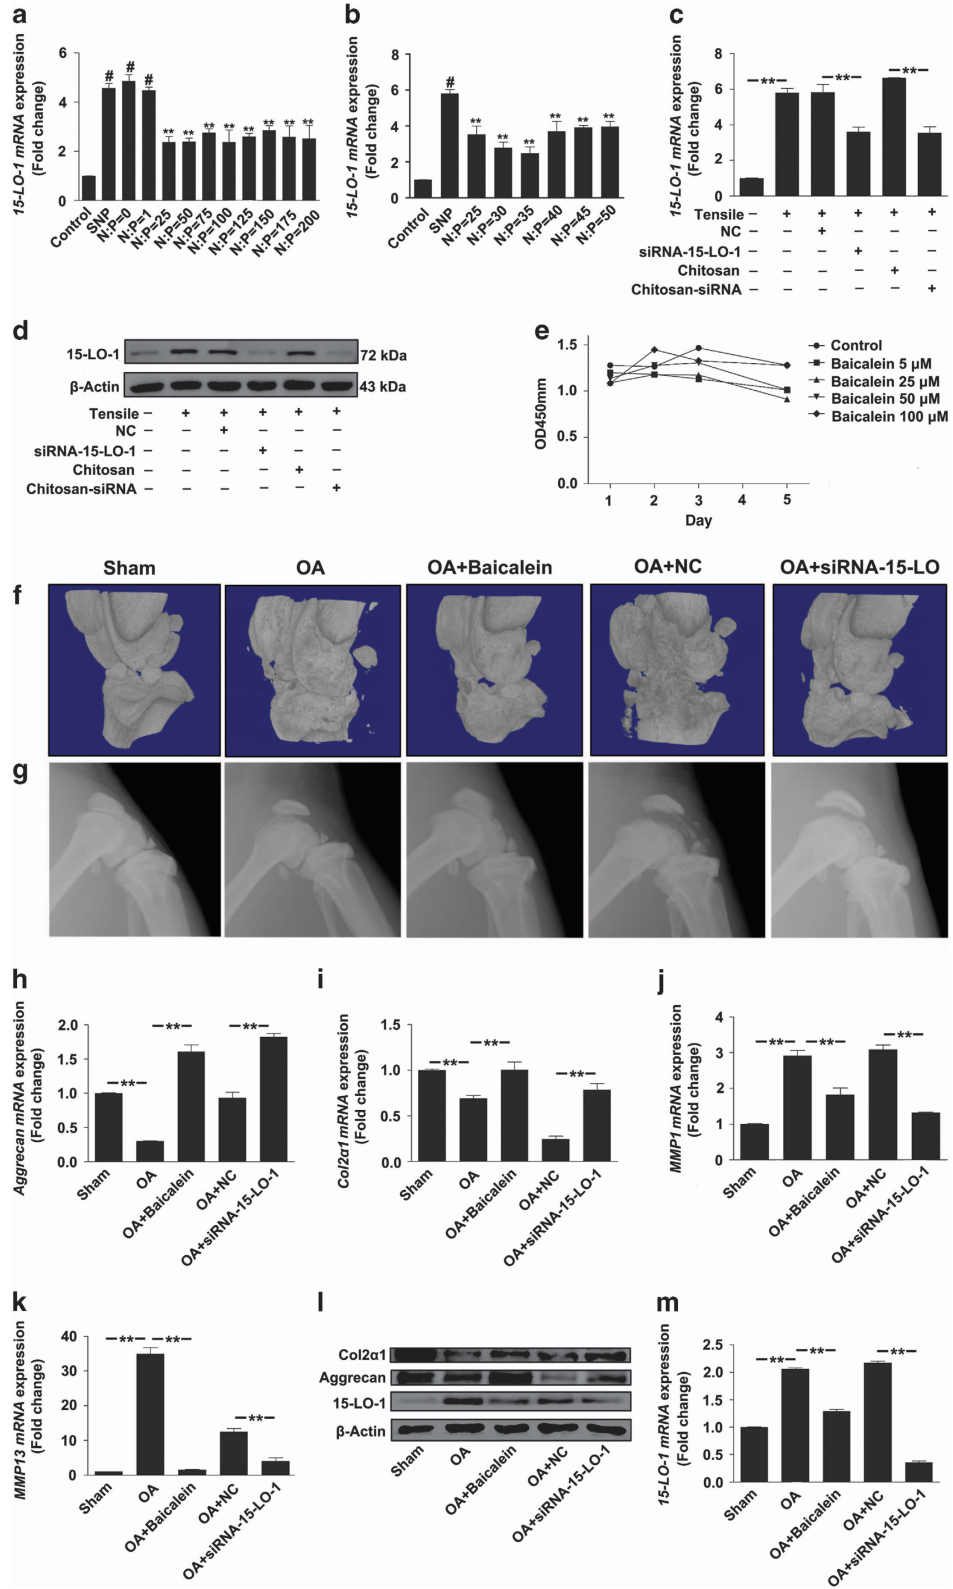 a
15-LO-1 mRNA expression
(Fold change)
6
4
2
0
#
#
#
**
**
**
**
**
**
**
**
Control
SNP
N:P=0
N:P=1
N:P=25
N:P=50
N:P=75
N:P=100
N:P=125
N:P=150
N:P=175
N:P=200
b
15-LO-1 mRNA expression
(Fold change)
8
6
4
2
0
#
**
**
**
**
**
**
Control
SNP
N:P=25
N:P=30
N:P=35
N:P=40
N:P=45
N:P=50
c
15-LO-1 mRNA expression
(Fold change)
8
6
4
2
0
**
**
**
Tensile − + + + + +
NC − − + − − −
siRNA-15-LO-1 − − − + − −
Chitosan − − − − + −
Chitosan-siRNA − − − − − +
d
15-LO-1 72 kDa
β-Actin 43 kDa
Tensile − + + + + +
NC − − + − − −
siRNA-15-LO-1 − − − + − −
Chitosan − − − − + −
Chitosan-siRNA − − − − − +
e
OD450mm
1.5
1.0
0.5
0.0
1 2 3 4 5
Day
Control
Baicalein 5 μM
Baicalein 25 μM
Baicalein 50 μM
Baicalein 100 μM
Sham OA OA+Baicalein OA+NC OA+siRNA-15-LO
f
g
h
Aggrecan mRNA expression
(Fold change)
2.0
1.5
1.0
0.5
0.0
**
**
**
Sham
OA
OA+Baicalein
OA+NC
OA+siRNA-15-LO-1
i
Col2α1 mRNA expression
(Fold change)
1.5
1.0
0.5
0.0
**
**
**
Sham
OA
OA+Baicalein
OA+NC
OA+siRNA-15-LO-1
j
MMP1 mRNA expression
(Fold change)
4
3
2
1
0
**
**
**
Sham
OA
OA+Baicalein
OA+NC
OA+siRNA-15-LO-1
k
MMP13 mRNA expression
(Fold change)
40
30
20
10
0
**
**
**
Sham
OA
OA+Baicalein
OA+NC
OA+siRNA-15-LO-1
l
Col2α1
Aggrecan
15-LO-1
β-Actin
Sham
OA
OA+Baicalein
OA+NC
OA+siRNA-15-LO-1
m
15-LO-1 mRNA expression
(Fold change)
2.5
2.0
1.5
1.0
0.5
0.0
**
**
**
Sham
OA
OA+Baicalein
OA+NC
OA+siRNA-15-LO-1